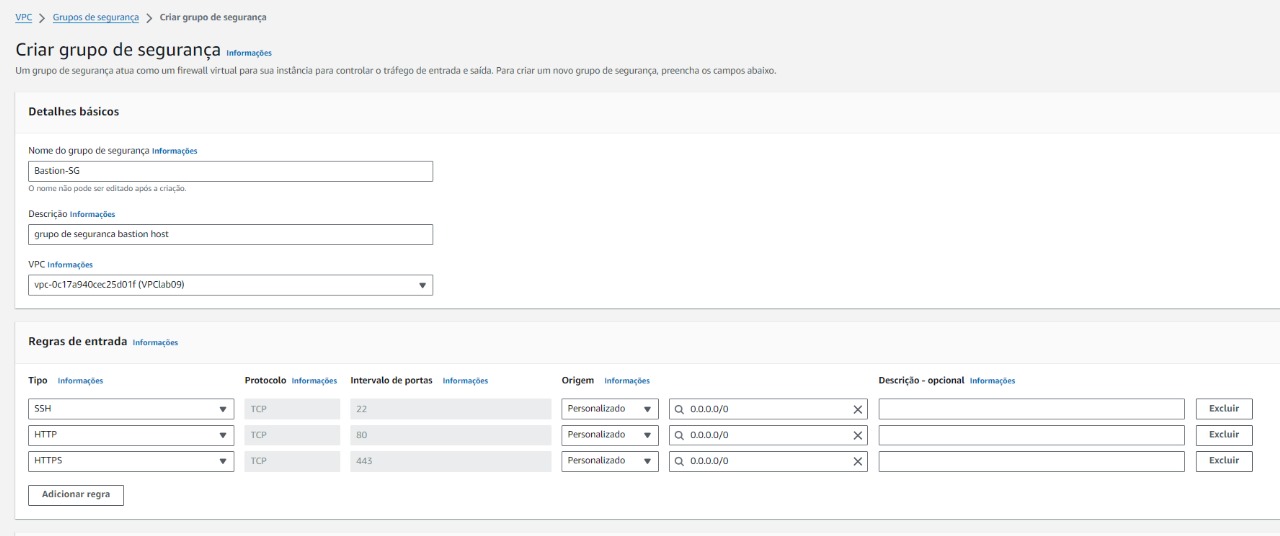 VPC > Grupos de segurança > Criar grupo de segurança
Criar grupo de segurança Informações
Um grupo de segurança atua como um firewall virtual para sua instância para controlar o tráfego de entrada e saída. Para criar um novo grupo de segurança, preencha os campos abaixo.
Detalhes básicos
Nome do grupo de segurança Informações
Bastion-SG
O nome não pode ser editado após a criação.
Descrição Informações
grupo de seguranca bastion host
VPC Informações
vpc-0c17a940cec25d01f (VPClab09)
Regras de entrada Informações
Tipo Informações Protocolo Informações Intervalo de portas Informações Origem Informações Descrição - opcional Informações
SSH TCP 22 Personalizado 0.0.0.0/0 Excluir
HTTP TCP 80 Personalizado 0.0.0.0/0 Excluir
HTTPS TCP 443 Personalizado 0.0.0.0/0 Excluir
Adicionar regra